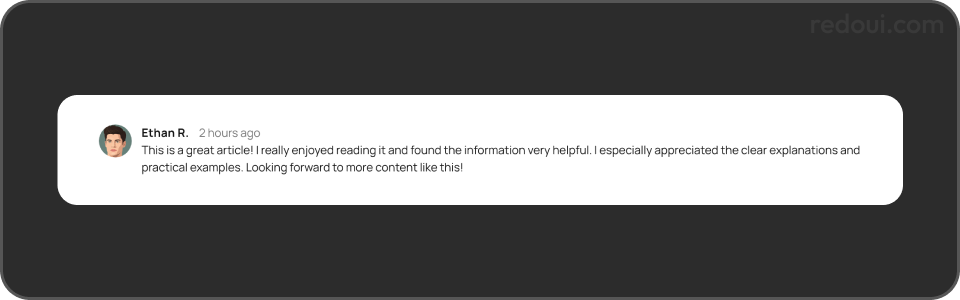 redoui.com
Ethan R. 2 hours ago
This is a great article! I really enjoyed reading it and found the information very helpful. I especially appreciated the clear explanations and
practical examples. Looking forward to more content like this!